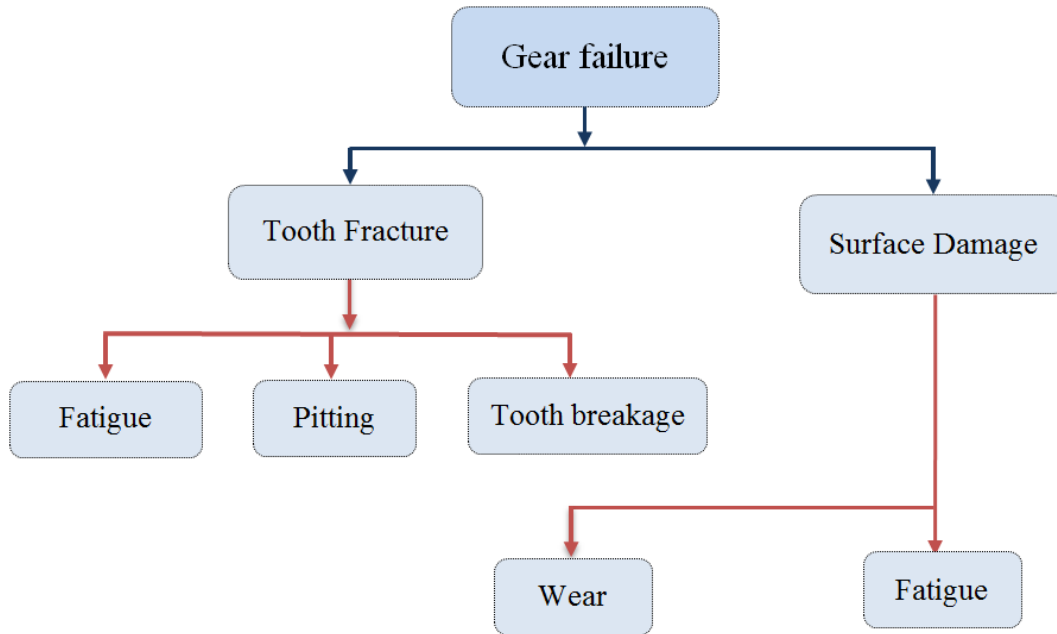 Gear failure
Tooth Fracture
Surface Damage
Fatigue
Pitting
Tooth breakage
Wear
Fatigue